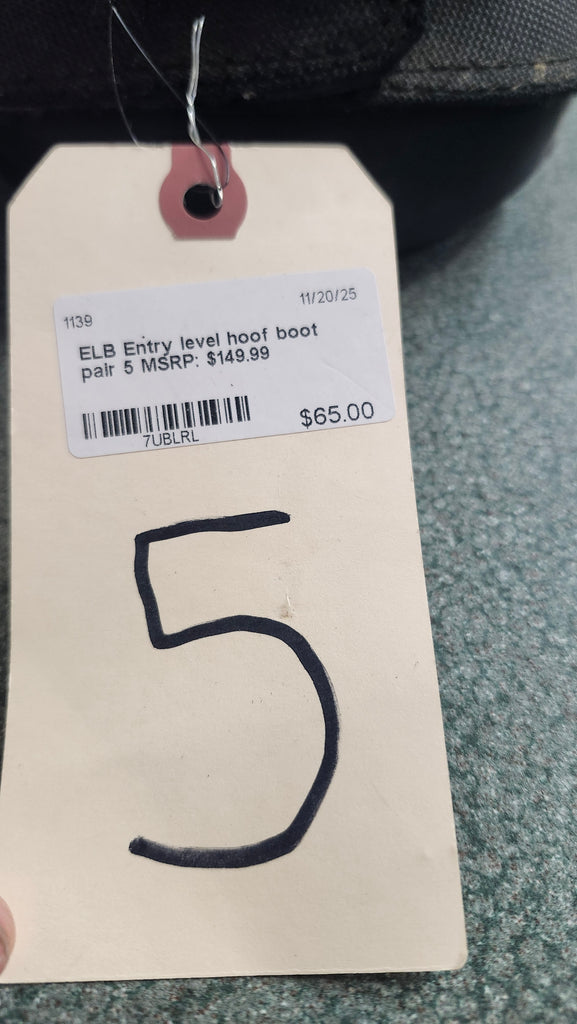 1139 11/20/25
ELB Entry level hoof boot
pair 5 MSRP: $149.99
7UBLRL $65.00
5